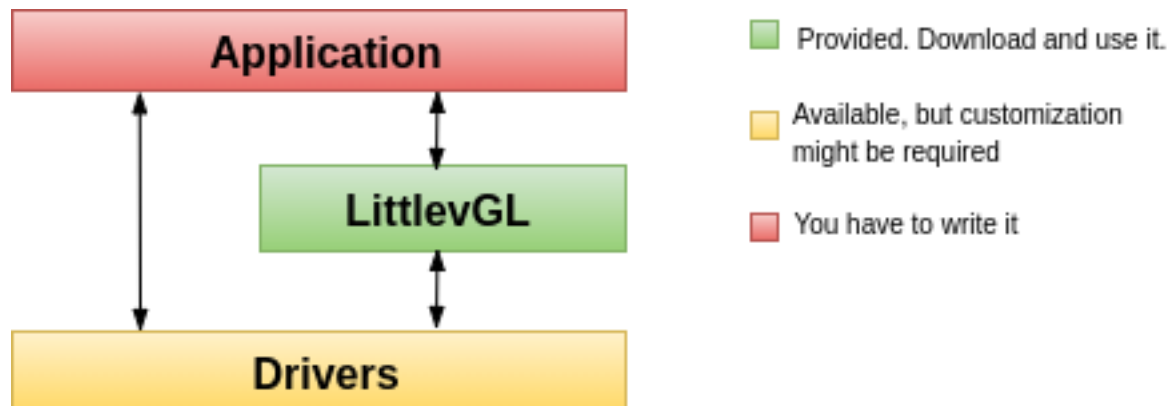 Application
LittlevGL
Drivers
Provided. Download and use it.
Available, but customization
might be required
You have to write it